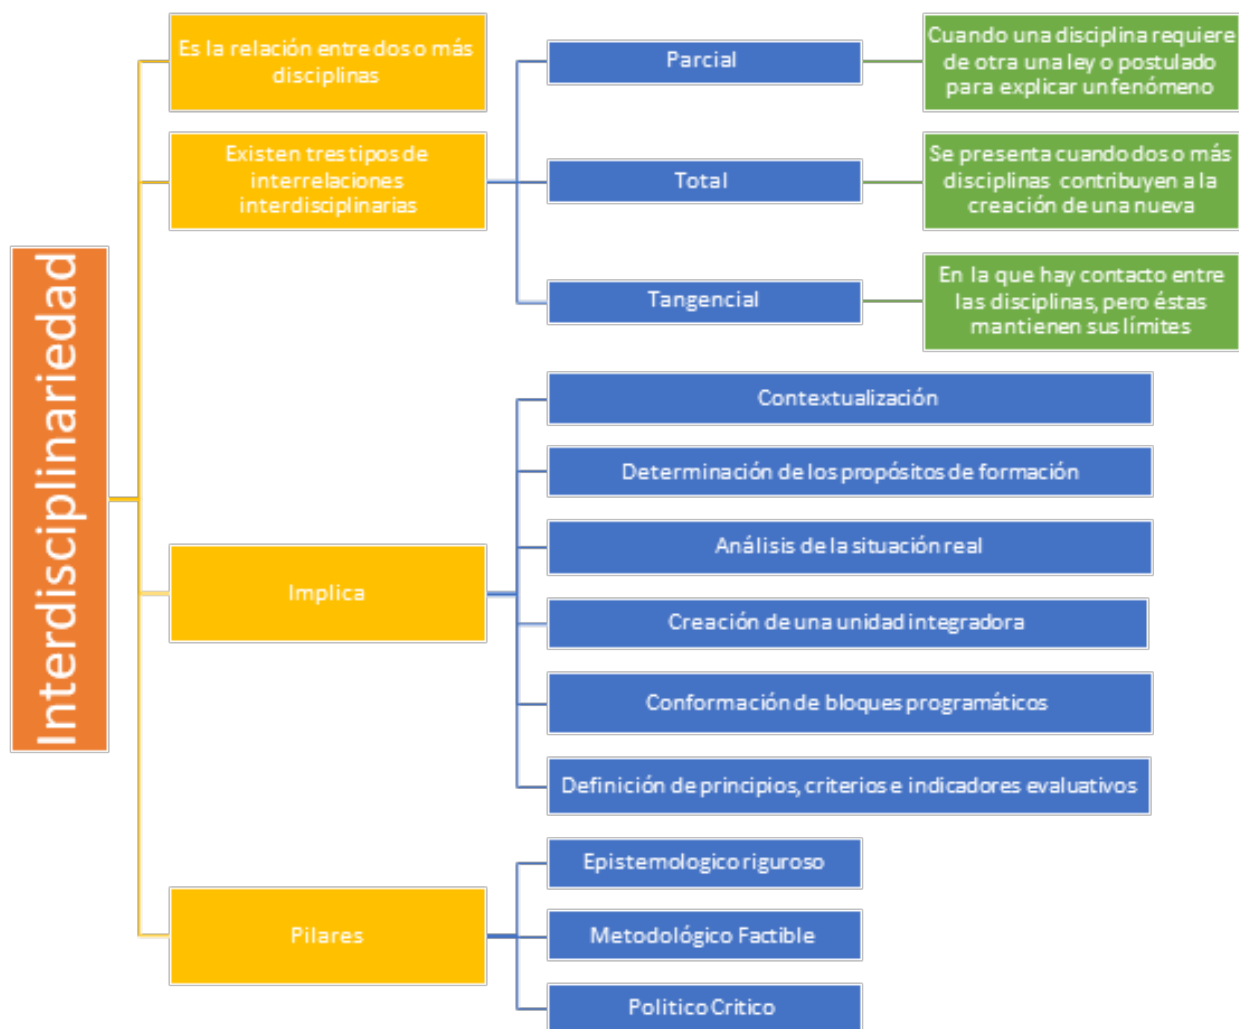 Interdisciplinariedad
Es la relación entre dos o más
disciplinas
Existen tres tipos de
interrelaciones
interdisciplinarias
Parcial
Cuando una disciplina requiere
de otra una ley o postulado
para explicar un fenómeno
Total
Se presenta cuando dos o más
disciplinas contribuyen a la
creación de una nueva
Tangencial
En la que hay contacto entre
las disciplinas, pero éstas
mantienen sus límites
Implica
Contextualización
Determinación de los propósitos de formación
Análisis de la situación real
Creación de una unidad integradora
Conformación de bloques programáticos
Definición de principios, criterios e indicadores evaluativos
Pilares
Epistemologico riguroso
Metodológico Factible
Politico Critico